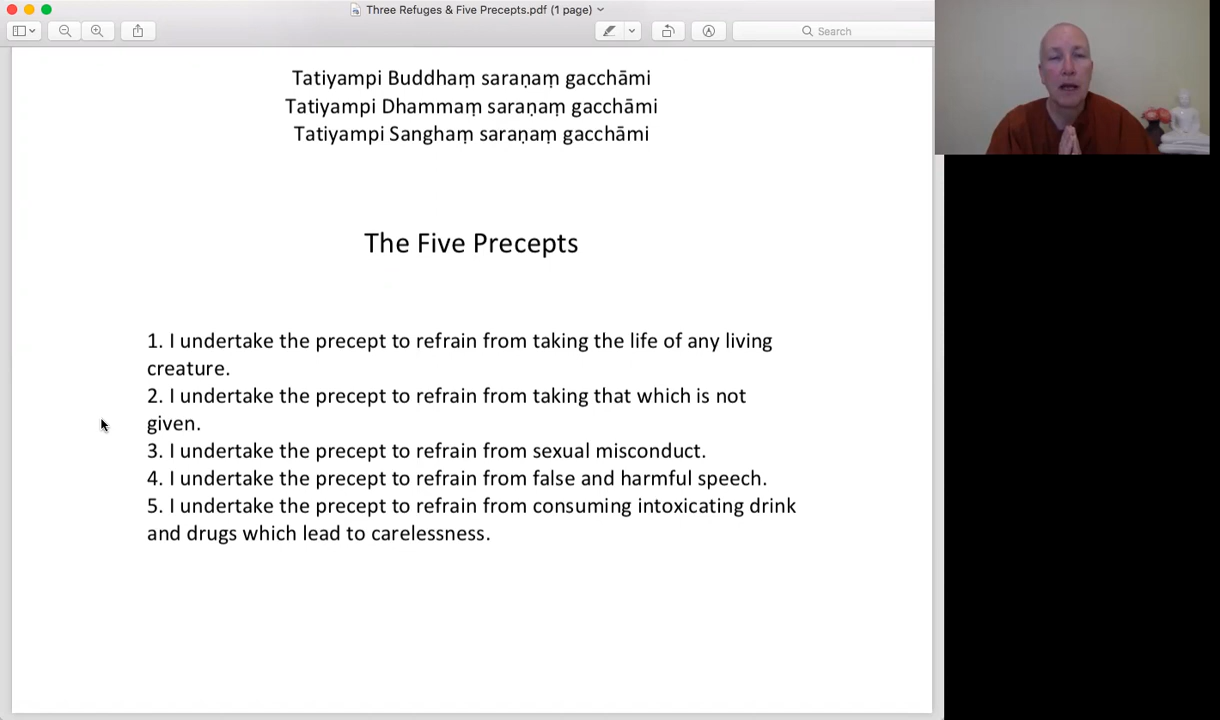 Three Refuges & Five Precepts.pdf (1 page)
Search
Tatiyampi Buddhaṃ saraṇaṃ gacchāmi
Tatiyampi Dhammaṃ saraṇaṃ gacchāmi
Tatiyampi Sanghaṃ saraṇaṃ gacchāmi
The Five Precepts
1. I undertake the precept to refrain from taking the life of any living
creature.
2. I undertake the precept to refrain from taking that which is not
given.
3. I undertake the precept to refrain from sexual misconduct.
4. I undertake the precept to refrain from false and harmful speech.
5. I undertake the precept to refrain from consuming intoxicating drink
and drugs which lead to carelessness.